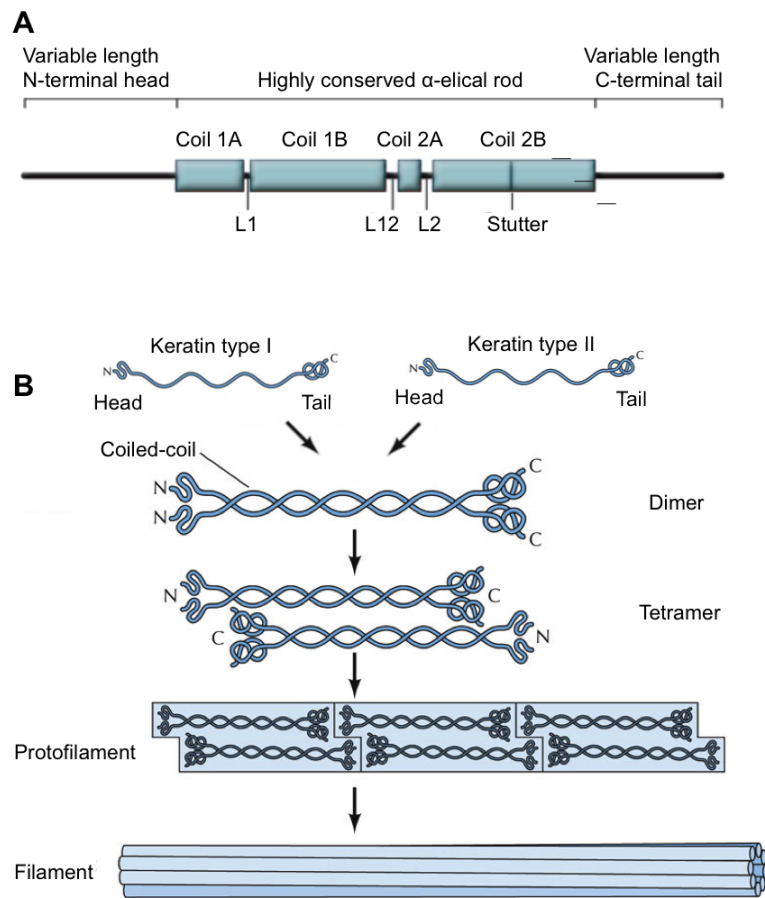 A
Variable length
N-terminal head
Highly conserved α-elical rod
Variable length
C-terminal tail
Coil 1A
Coil 1B
Coil 2A
Coil 2B
L1
L12
L2
Stutter
B
Keratin type I
N
C
Head
Tail
Keratin type II
N
C
Head
Tail
Coiled-coil
N
N
C
C
Dimer
N
C
C
N
Tetramer
Protofilament
Filament